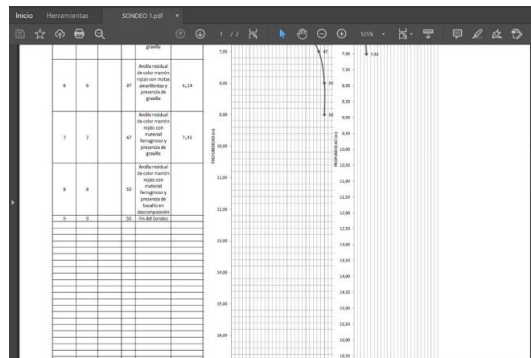 Inicio Herramientas SONDEO 1.pdf ×
1 / 2 125%
gravilla
6 6 37 Arcilla residual
de color marrón
rojizo con motas
amarillentas y
presencia de
gravilla
6,24
7 7 47 Arcilla residual
de color marrón
rojizo con
material
ferruginoso y
presencia de
gravilla
7,41
8 8 50 Arcilla residual
de color marrón
rojizo con
material
ferruginoso y
presencia de
basalto en
descomposición
9 9 50 Fin del Sondeo
PROFUNDIDAD (m)
7,00
8,00
9,00
10,00
11,00
12,00
13,00
14,00
15,00
16,00
47
50
50
PROFUNDIDAD (m)
7,00
7,50
8,00
8,50
9,00
9,50
10,00
10,50
11,00
11,50
12,00
12,50
13,00
13,50
14,00
14,50
15,00
15,50
16,00
16,50
7,41